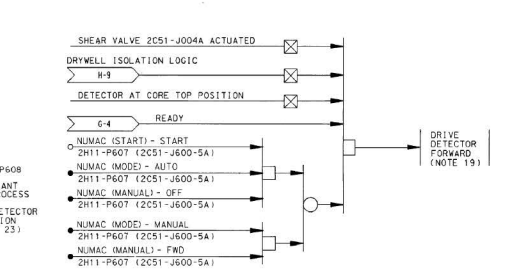 SHEAR VALVE 2C51-J004A ACTUATED
DRYWELL ISOLATION LOGIC
H-9
DETECTOR AT CORE TOP POSITION
G-4
READY
NUMAC (START) - START
2H11-P607 (2C51-J600-5A)
NUMAC (MODE) - AUTO
2H11-P607 (2C51-J600-5A)
NUMAC (MANUAL) - OFF
2H11-P607 (2C51-J600-5A)
NUMAC (MODE) - MANUAL
2H11-P607 (2C51-J600-5A)
NUMAC (MANUAL) - FWD
2H11-P607 (2C51-J600-5A)
DRIVE
DETECTOR
FORWARD
(NOTE 19)
P608
ANT
ROCESS
ETECTOR
ION
23)